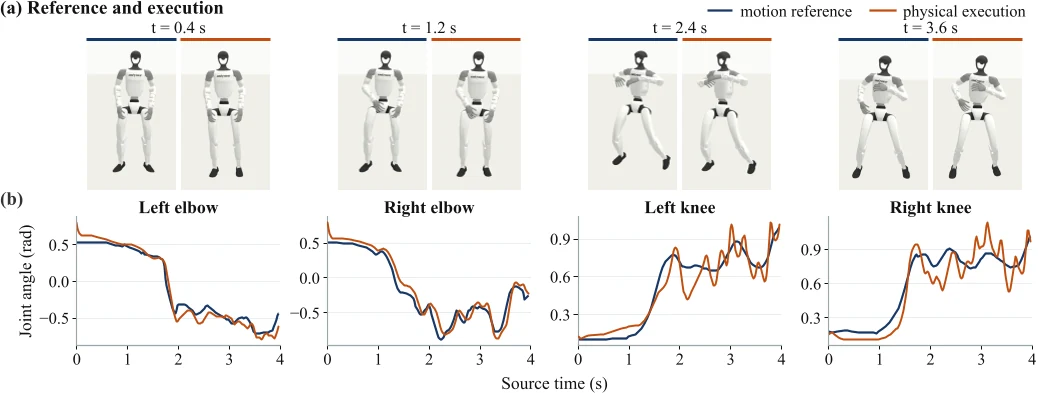 (a) Reference and execution
motion reference physical execution
t = 0.4 s t = 1.2 s t = 2.4 s t = 3.6 s
(b)
Left elbow Right elbow Left knee Right knee
Joint angle (rad)
0.5
0.0
−0.5
0 1 2 3 4
0.5
0.0
−0.5
0 1 2 3 4
0.9
0.6
0.3
0 1 2 3 4
0.9
0.6
0.3
0 1 2 3 4
Source time (s)